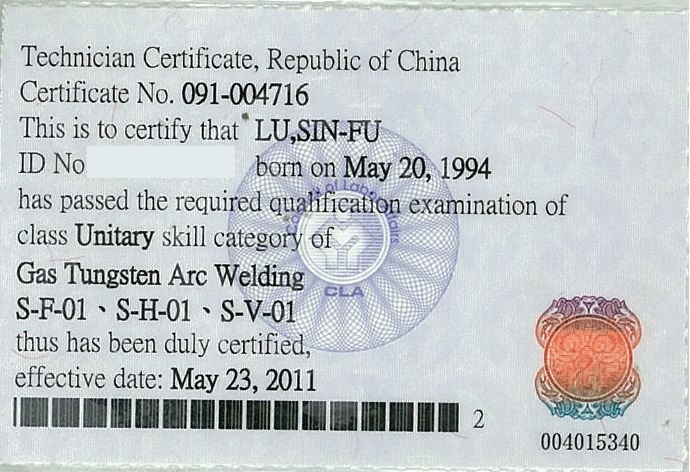 Technician Certificate, Republic of China
Certificate No. 091-004716
This is to certify that LU,SIN-FU
ID No born on May 20, 1994
has passed the required qualification examination of
class Unitary skill category of
Gas Tungsten Arc Welding
S-F-01、S-H-01、S-V-01
thus has been duly certified,
effective date: May 23, 2011
2
004015340
Council of Labor Affairs
CLA